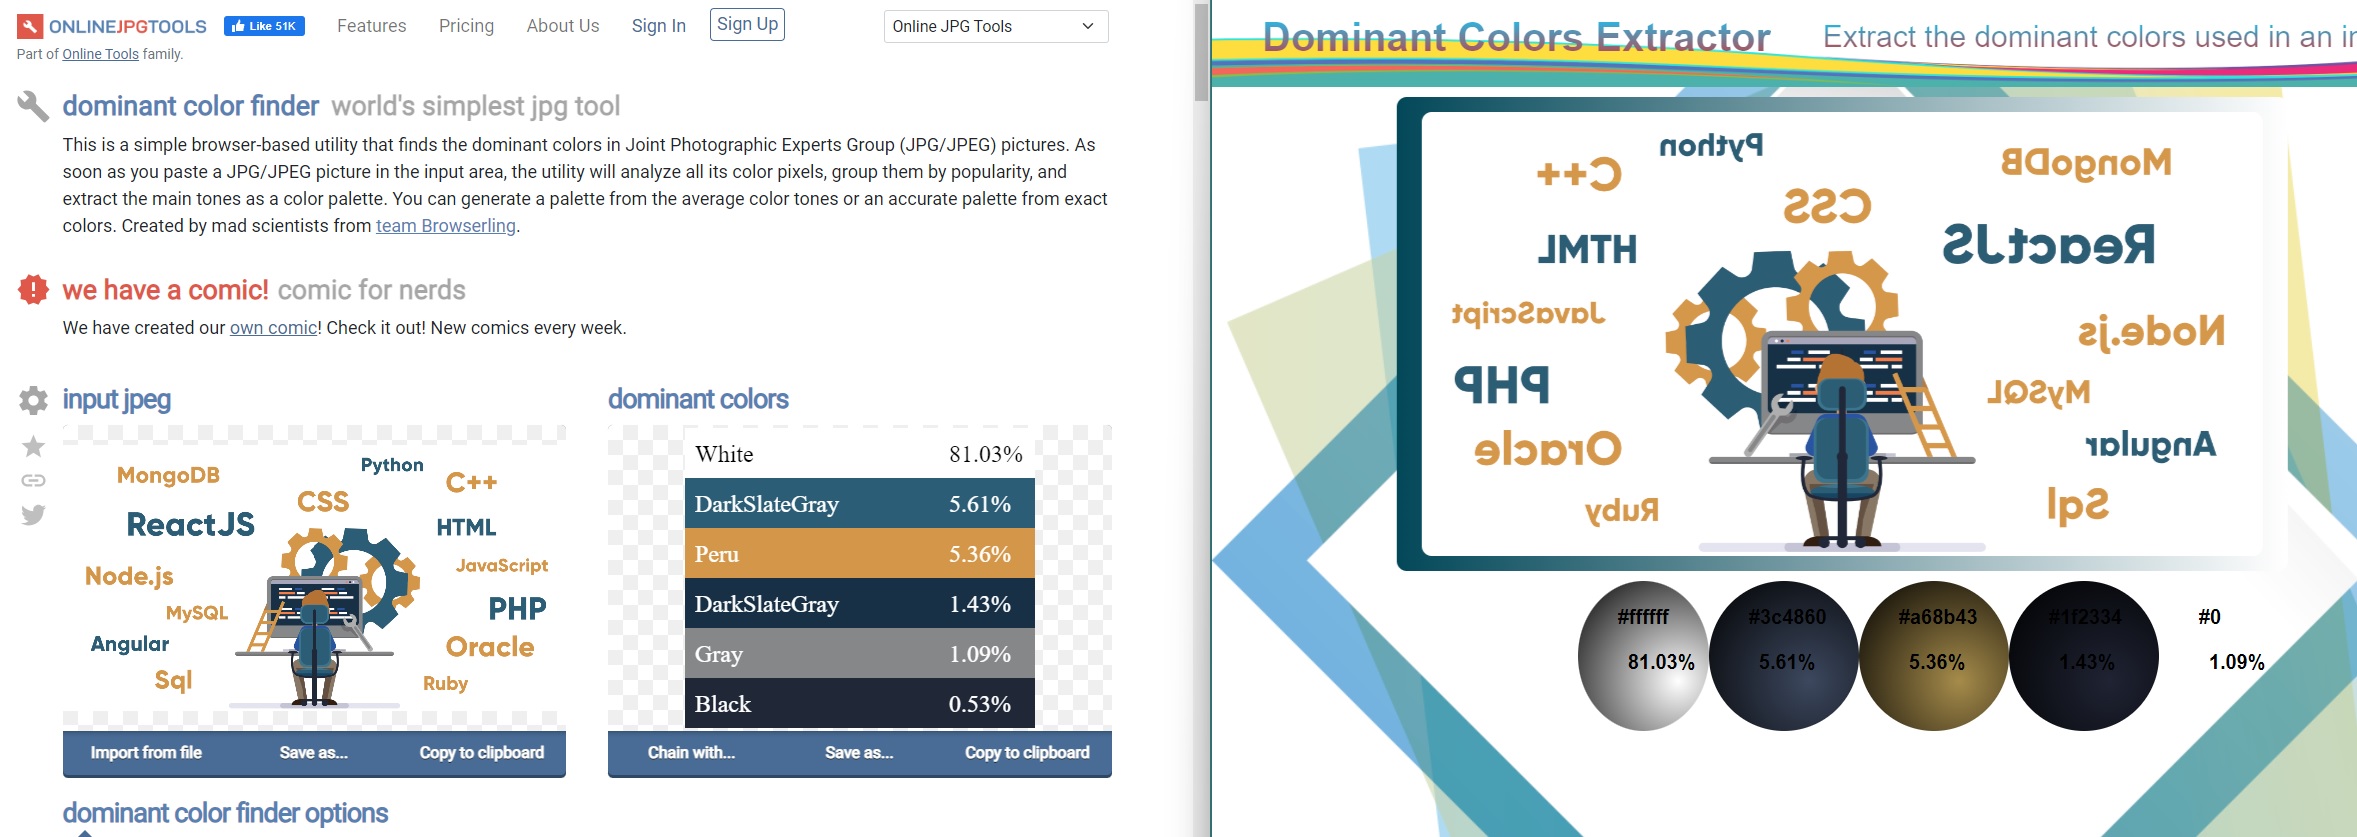 ONLINEJPGTOOLS
Like 51K
Features
Pricing
About Us
Sign In
Sign Up
Online JPG Tools
Part of Online Tools family.
dominant color finder world's simplest jpg tool
This is a simple browser-based utility that finds the dominant colors in Joint Photographic Experts Group (JPG/JPEG) pictures. As
soon as you paste a JPG/JPEG picture in the input area, the utility will analyze all its color pixels, group them by popularity, and
extract the main tones as a color palette. You can generate a palette from the average color tones or an accurate palette from exact
colors. Created by mad scientists from team Browserling.
we have a comic! comic for nerds
We have created our own comic! Check it out! New comics every week.
input jpeg
MongoDB
Python
C++
CSS
ReactJS
HTML
Node.js
JavaScript
MySQL
PHP
Angular
Oracle
Sql
Ruby
Import from file
Save as...
Copy to clipboard
dominant colors
White 81.03%
DarkSlateGray 5.61%
Peru 5.36%
DarkSlateGray 1.43%
Gray 1.09%
Black 0.53%
Chain with...
Save as...
Copy to clipboard
dominant color finder options
Dominant Colors Extractor
Extract the dominant colors used in an
Python
C++
MongoDB
CSS
HTML
ReactJS
JavaScript
Node.js
PHP
MySQL
Oracle
Angular
Ruby
Sql
#ffffff
81.03%
#3c4860
5.61%
#a68b43
5.36%
#1f2334
1.43%
#0
1.09%